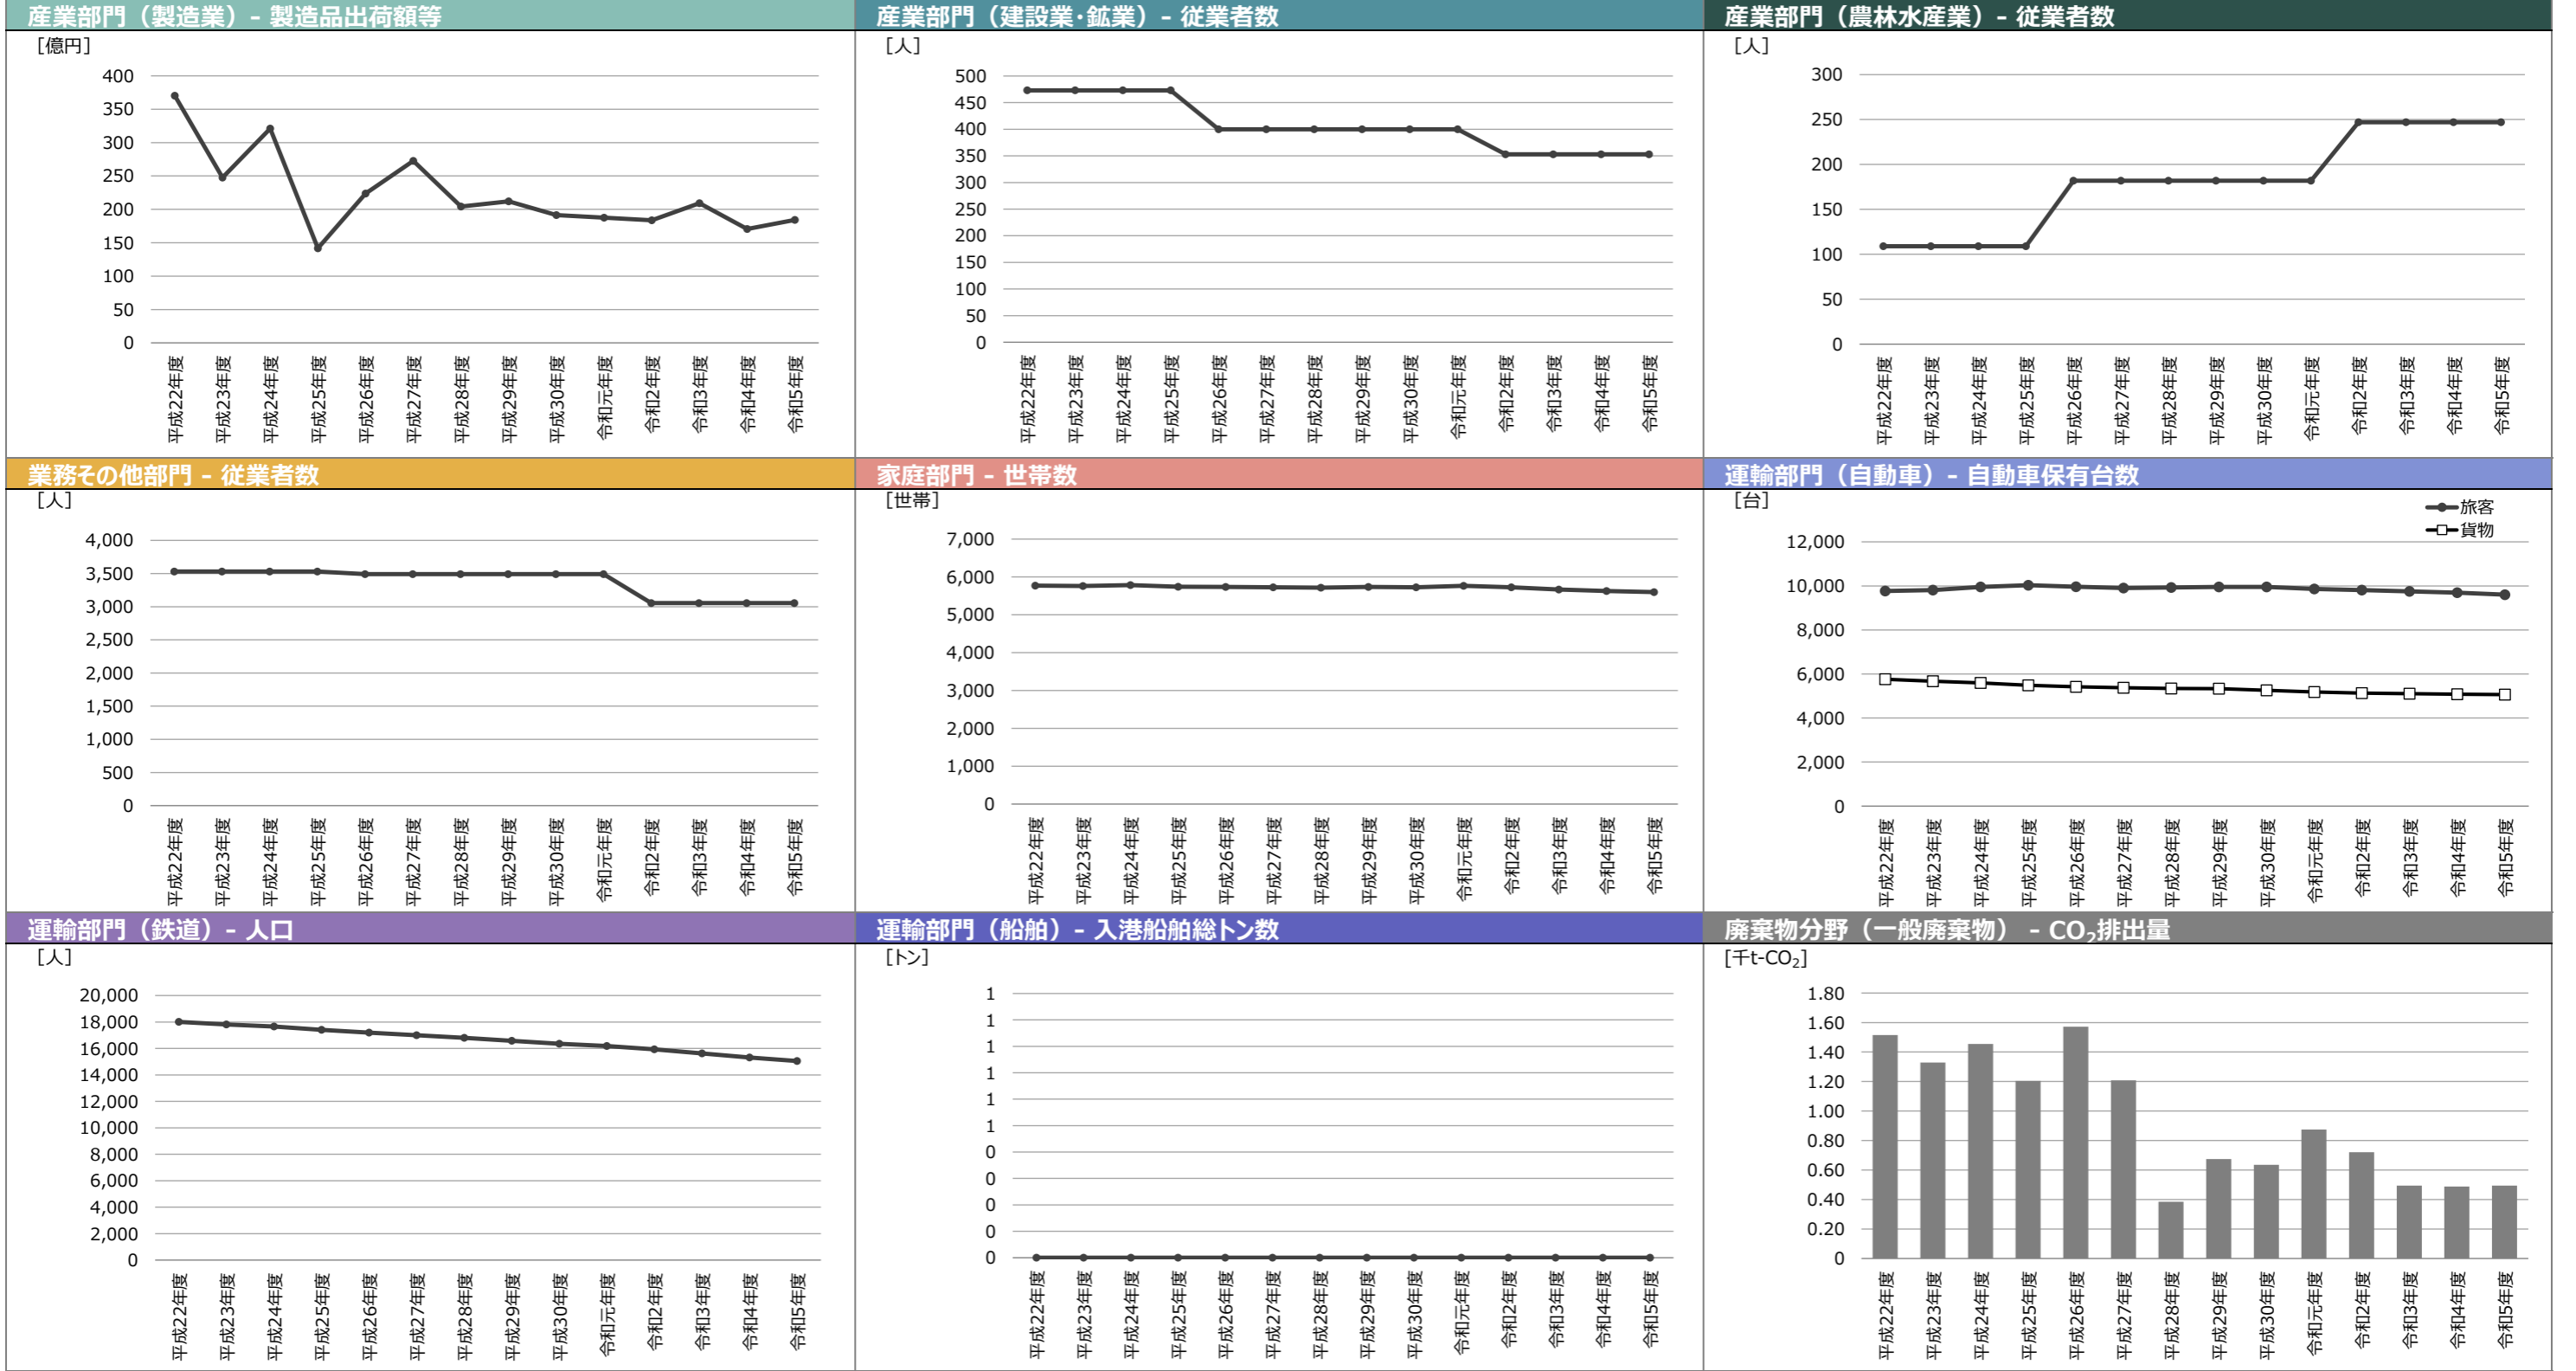 産業部門（製造業）- 製造品出荷額等
[億円]
400
350
300
250
200
150
100
50
0
平成22年度
平成23年度
平成24年度
平成25年度
平成26年度
平成27年度
平成28年度
平成29年度
平成30年度
令和元年度
令和2年度
令和3年度
令和4年度
令和5年度
産業部門（建設業・鉱業）- 従業者数
[人]
500
450
400
350
300
250
200
150
100
50
0
平成22年度
平成23年度
平成24年度
平成25年度
平成26年度
平成27年度
平成28年度
平成29年度
平成30年度
令和元年度
令和2年度
令和3年度
令和4年度
令和5年度
産業部門（農林水産業）- 従業者数
[人]
300
250
200
150
100
50
0
平成22年度
平成23年度
平成24年度
平成25年度
平成26年度
平成27年度
平成28年度
平成29年度
平成30年度
令和元年度
令和2年度
令和3年度
令和4年度
令和5年度
業務その他部門 - 従業者数
[人]
4,000
3,500
3,000
2,500
2,000
1,500
1,000
500
0
平成22年度
平成23年度
平成24年度
平成25年度
平成26年度
平成27年度
平成28年度
平成29年度
平成30年度
令和元年度
令和2年度
令和3年度
令和4年度
令和5年度
家庭部門 - 世帯数
[世帯]
7,000
6,000
5,000
4,000
3,000
2,000
1,000
0
平成22年度
平成23年度
平成24年度
平成25年度
平成26年度
平成27年度
平成28年度
平成29年度
平成30年度
令和元年度
令和2年度
令和3年度
令和4年度
令和5年度
運輸部門（自動車）- 自動車保有台数
[台]
旅客
貨物
12,000
10,000
8,000
6,000
4,000
2,000
0
平成22年度
平成23年度
平成24年度
平成25年度
平成26年度
平成27年度
平成28年度
平成29年度
平成30年度
令和元年度
令和2年度
令和3年度
令和4年度
令和5年度
運輸部門（鉄道）- 人口
[人]
20,000
18,000
16,000
14,000
12,000
10,000
8,000
6,000
4,000
2,000
0
平成22年度
平成23年度
平成24年度
平成25年度
平成26年度
平成27年度
平成28年度
平成29年度
平成30年度
令和元年度
令和2年度
令和3年度
令和4年度
令和5年度
運輸部門（船舶）- 入港船舶総トン数
[トン]
1
1
1
1
1
1
0
0
0
0
0
平成22年度
平成23年度
平成24年度
平成25年度
平成26年度
平成27年度
平成28年度
平成29年度
平成30年度
令和元年度
令和2年度
令和3年度
令和4年度
令和5年度
廃棄物分野（一般廃棄物） - CO₂排出量
[千t-CO₂]
1.80
1.60
1.40
1.20
1.00
0.80
0.60
0.40
0.20
0
平成22年度
平成23年度
平成24年度
平成25年度
平成26年度
平成27年度
平成28年度
平成29年度
平成30年度
令和元年度
令和2年度
令和3年度
令和4年度
令和5年度